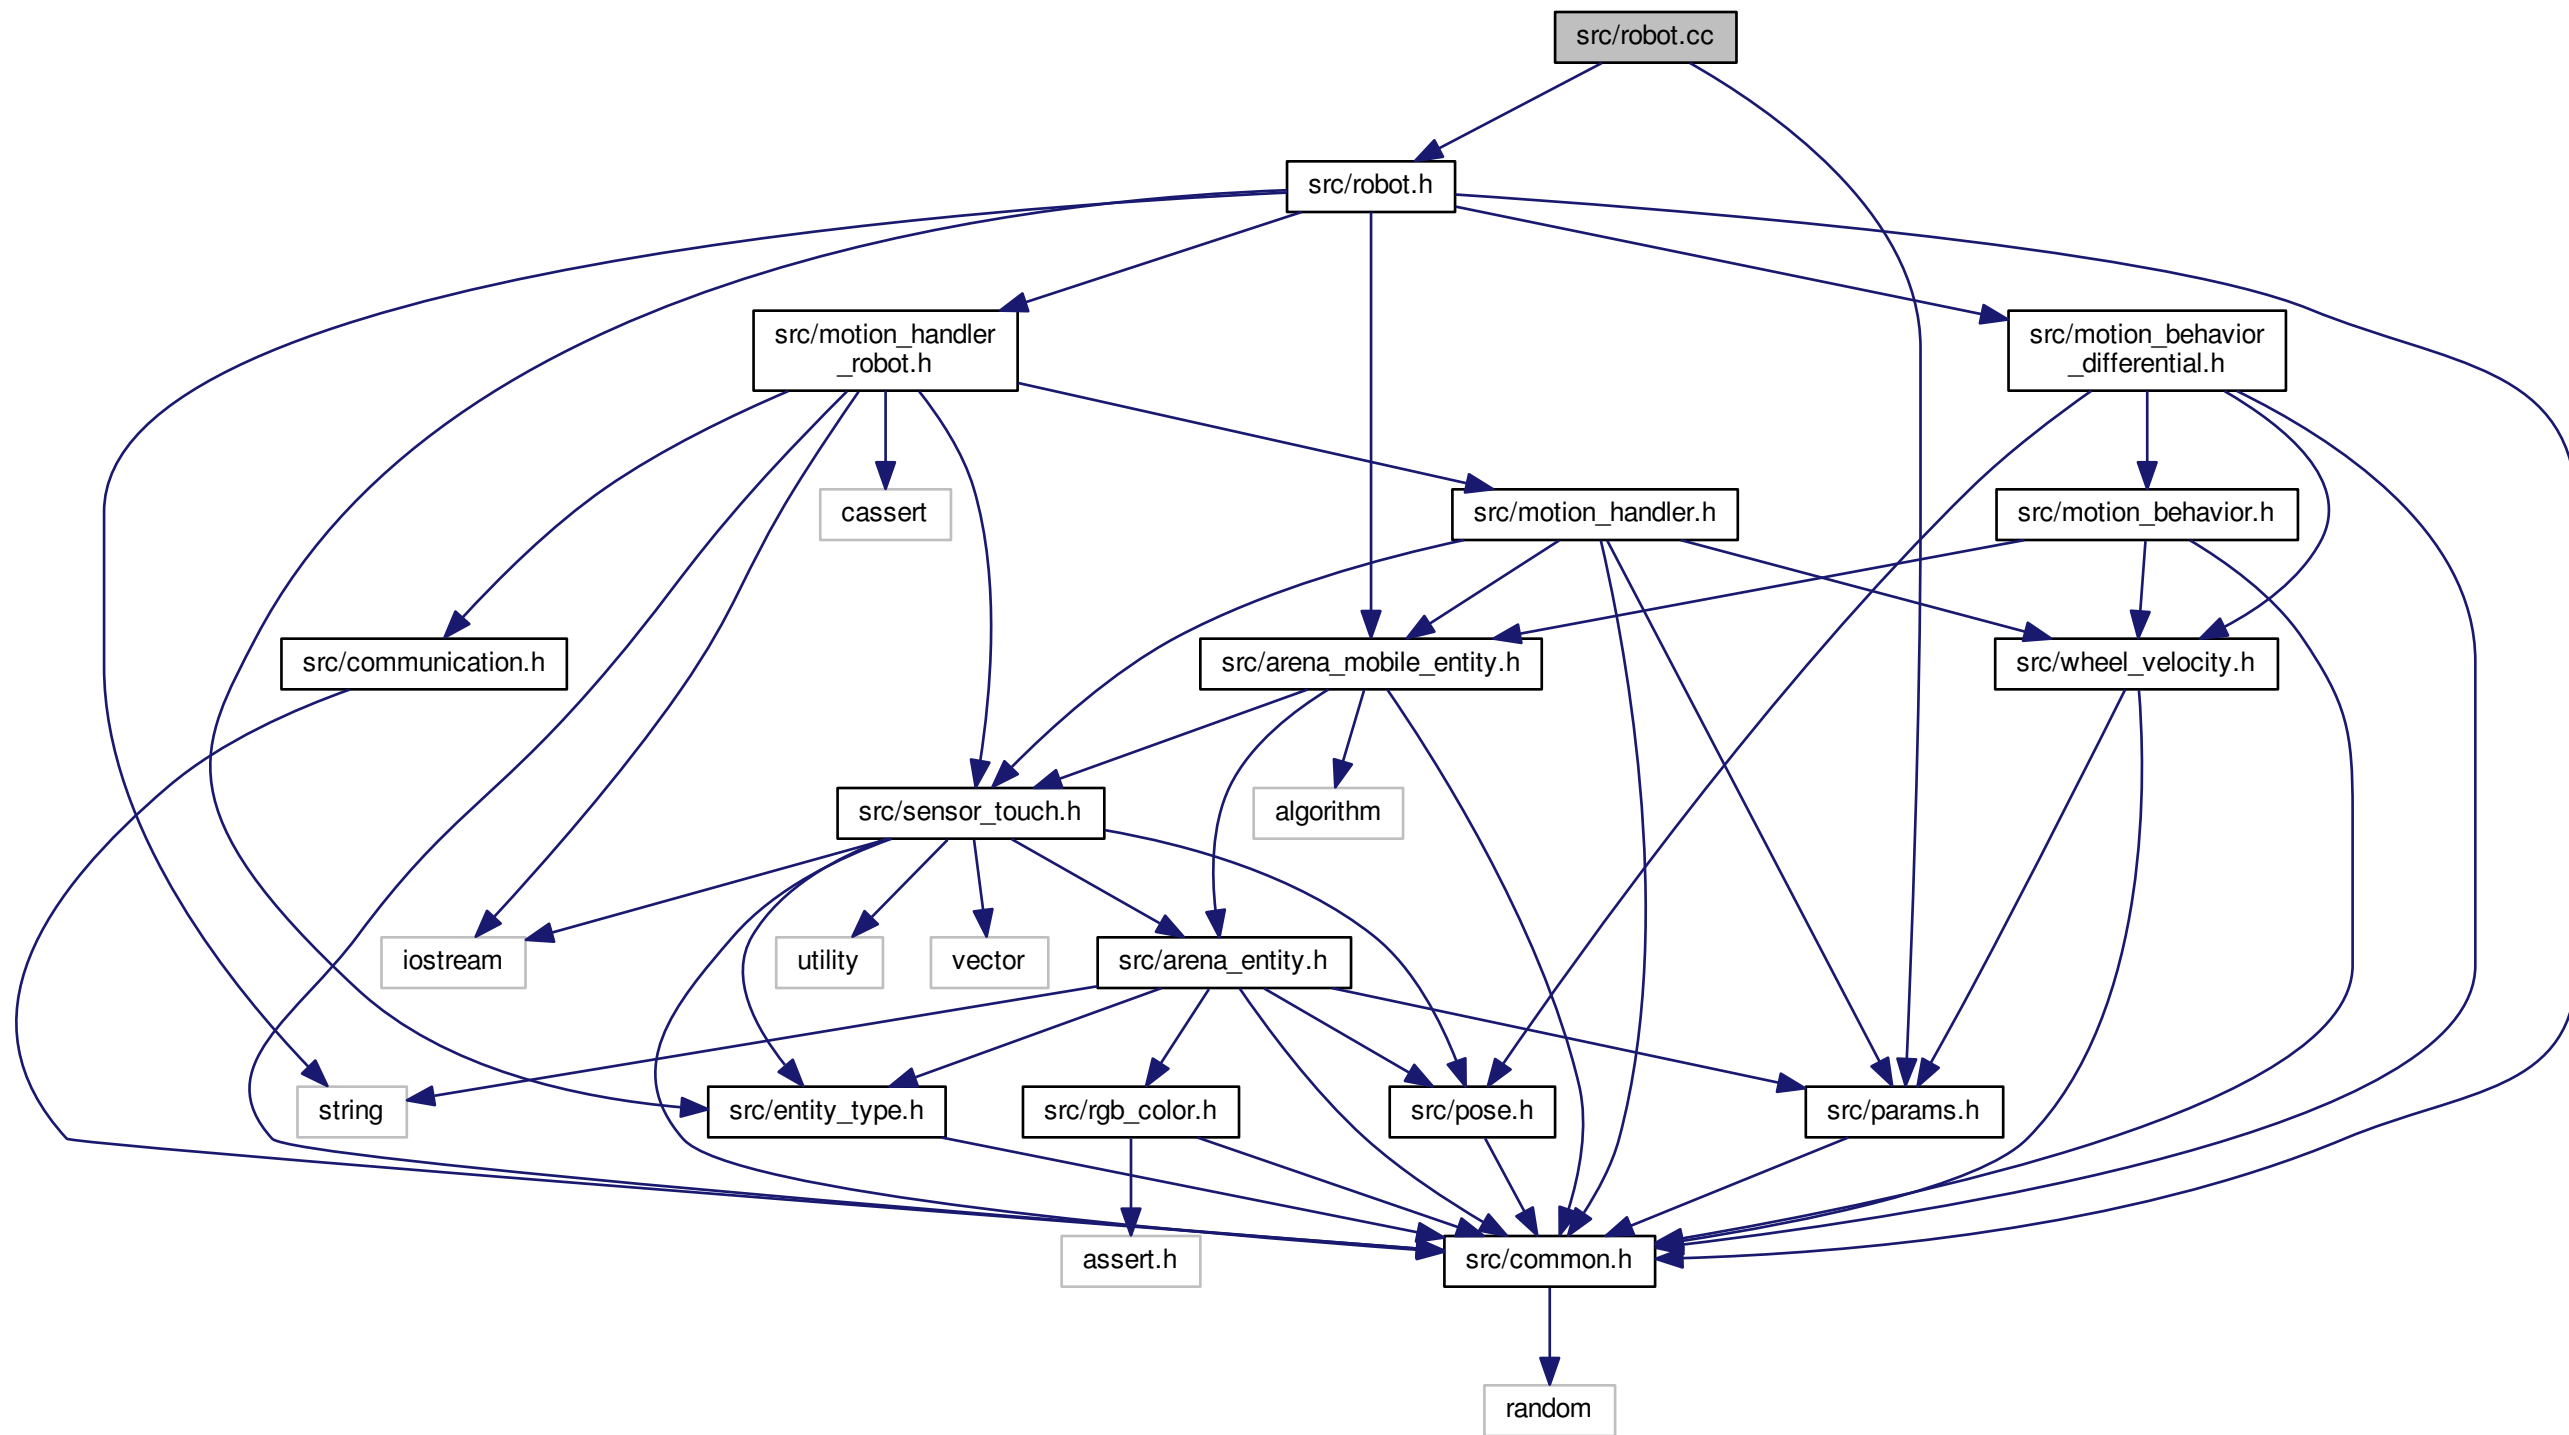 src/robot.cc
src/robot.h
src/motion_handler
_robot.h
src/motion_behavior
_differential.h
cassert
src/motion_handler.h
src/motion_behavior.h
src/communication.h
src/arena_mobile_entity.h
src/wheel_velocity.h
src/sensor_touch.h
algorithm
iostream
utility
vector
src/arena_entity.h
string
src/entity_type.h
src/rgb_color.h
src/pose.h
src/params.h
assert.h
src/common.h
random